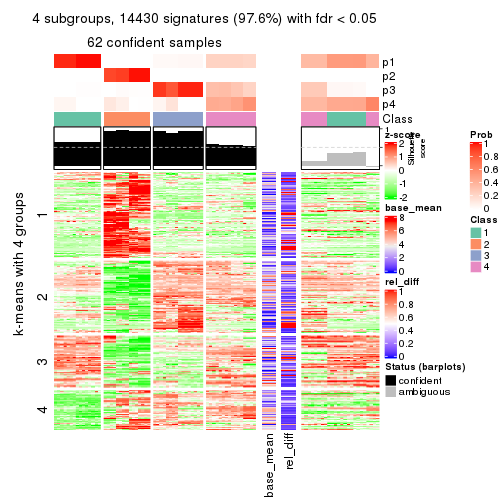 4 subgroups, 14430 signatures (97.6%) with fdr < 0.05
62 confident samples
p1
p2
p3
p4
Class
1
Silhouette
score
k-means with 4 groups
1
2
3
4
base_mean
rel_diff
z-score
2
1
0
-1
-2
base_mean
8
6
4
2
0
rel_diff
1
0.8
0.6
0.4
0.2
0
Status (barplots)
confident
ambiguous
Prob
1
0.8
0.6
0.4
0.2
0
Class
1
2
3
4